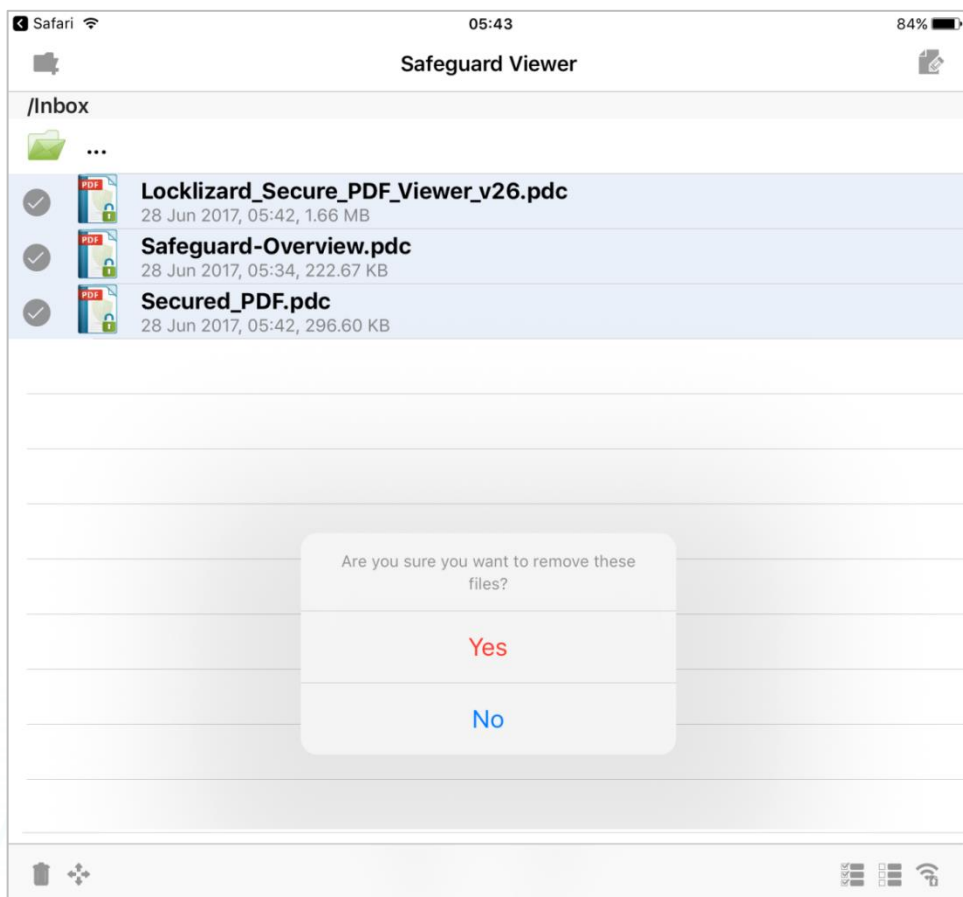 Safari
05:43
84%
Safeguard Viewer
/Inbox
...
PDF
Locklizard_Secure_PDF_Viewer_v26.pdc
28 Jun 2017, 05:42, 1.66 MB
PDF
Safeguard-Overview.pdc
28 Jun 2017, 05:34, 222.67 KB
PDF
Secured_PDF.pdc
28 Jun 2017, 05:42, 296.60 KB
Are you sure you want to remove these
files?
Yes
No